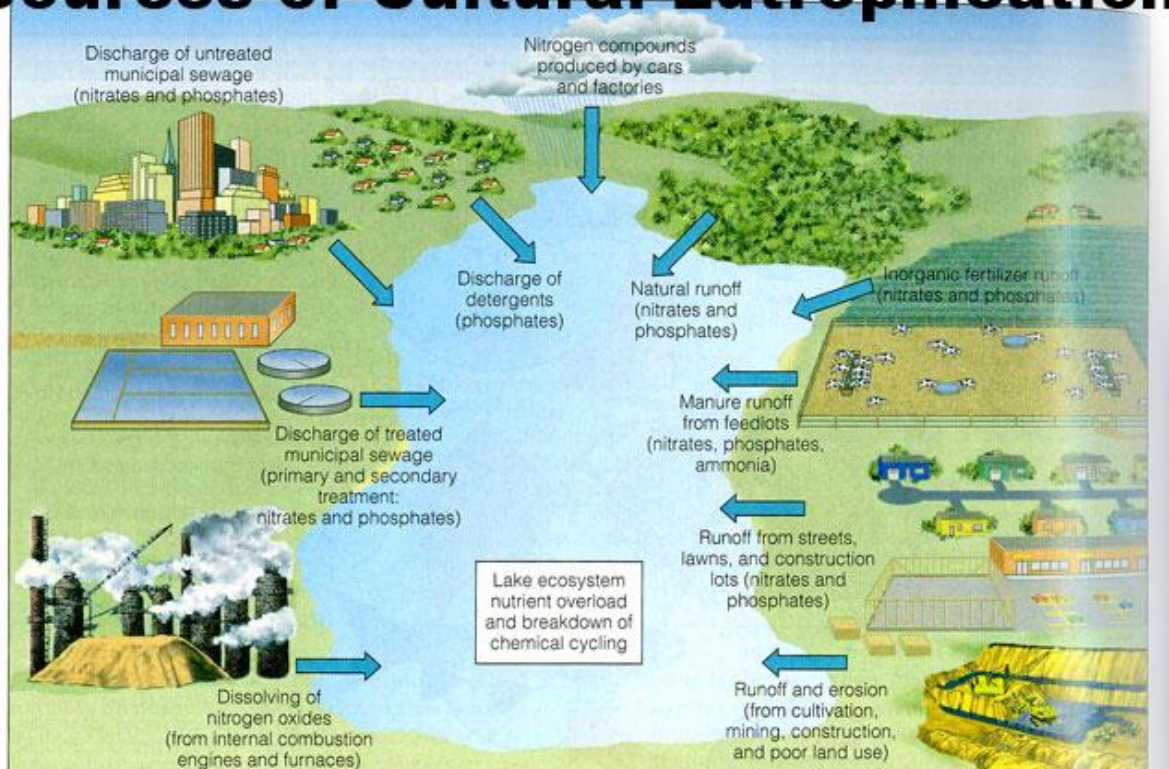 Sources of Cultural Eutrophication
Discharge of untreated
municipal sewage
(nitrates and phosphates)
Nitrogen compounds
produced by cars
and factories
Discharge of
detergents
(phosphates)
Natural runoff
(nitrates and
phosphates)
Inorganic fertilizer runoff
(nitrates and phosphates)
Manure runoff
from feedlots
(nitrates, phosphates,
ammonia)
Discharge of treated
municipal sewage
(primary and secondary
treatment:
nitrates and phosphates)
Runoff from streets,
lawns, and construction
lots (nitrates and
phosphates)
Lake ecosystem
nutrient overload
and breakdown of
chemical cycling
Dissolving of
nitrogen oxides
(from internal combustion
engines and furnaces)
Runoff and erosion
(from cultivation,
mining, construction,
and poor land use)